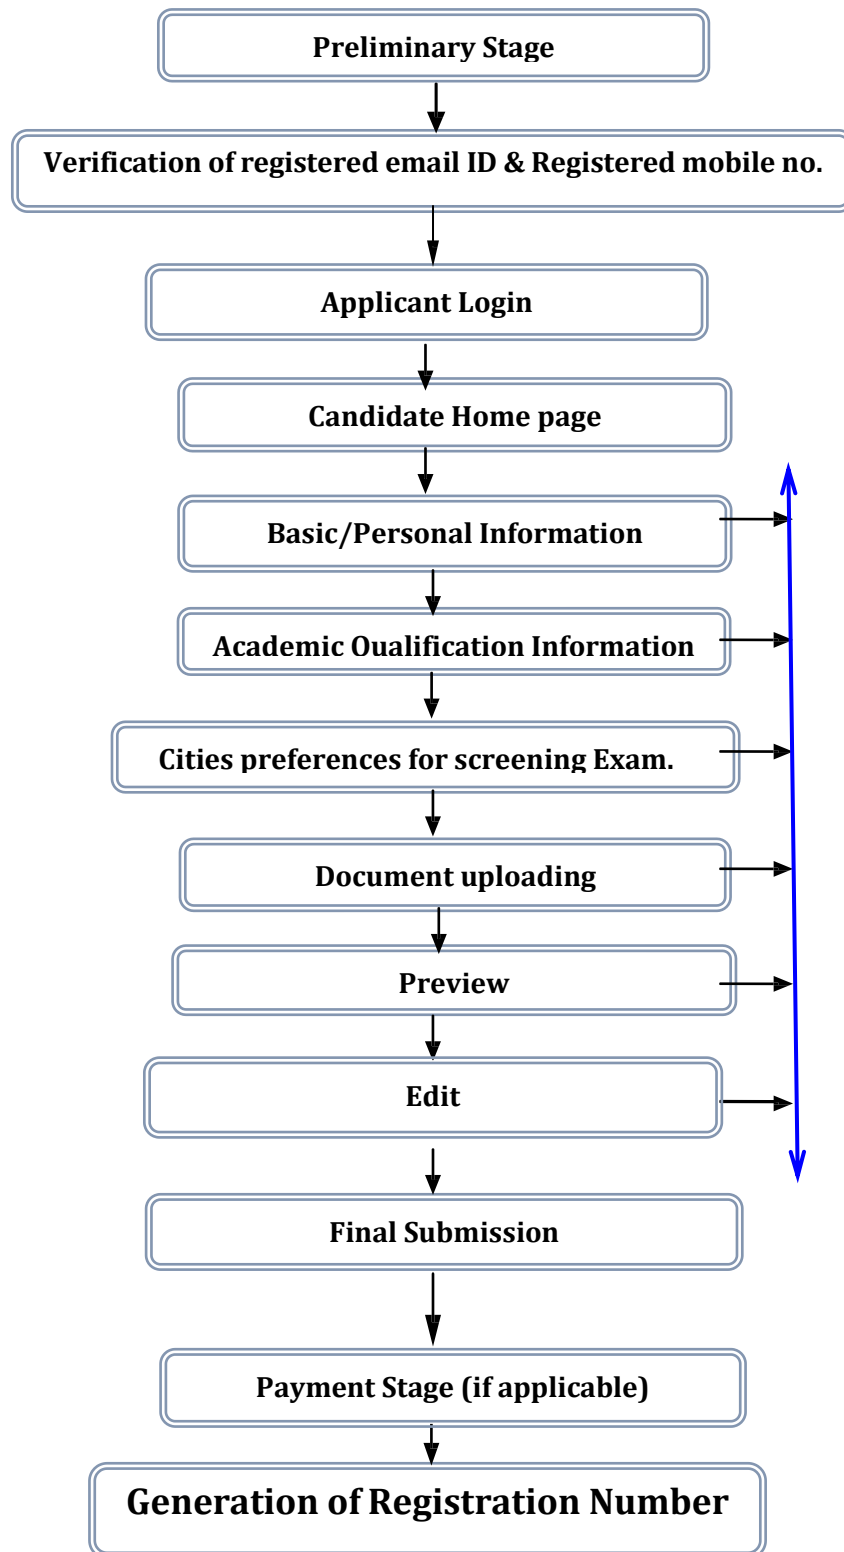 Preliminary Stage
Verification of registered email ID & Registered mobile no.
Applicant Login
Candidate Home page
Basic/Personal Information
Academic Qualification Information
Cities preferences for screening Exam.
Document uploading
Preview
Edit
Final Submission
Payment Stage (if applicable)
Generation of Registration Number